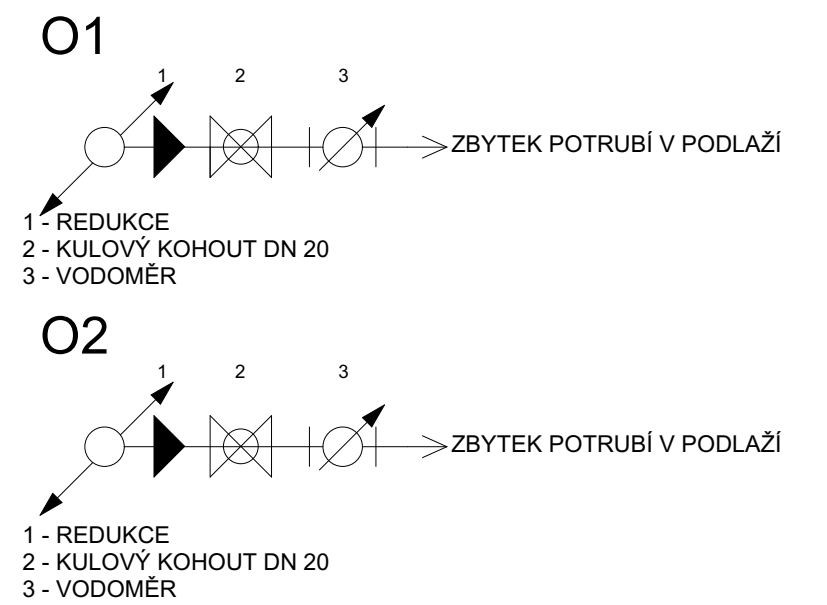 O1
1 2 3
ZBYTEK POTRUBÍ V PODLAŽÍ
1 - REDUKCE
2 - KULOVÝ KOHOUT DN 20
3 - VODOMĚR
O2
1 2 3
ZBYTEK POTRUBÍ V PODLAŽÍ
1 - REDUKCE
2 - KULOVÝ KOHOUT DN 20
3 - VODOMĚR